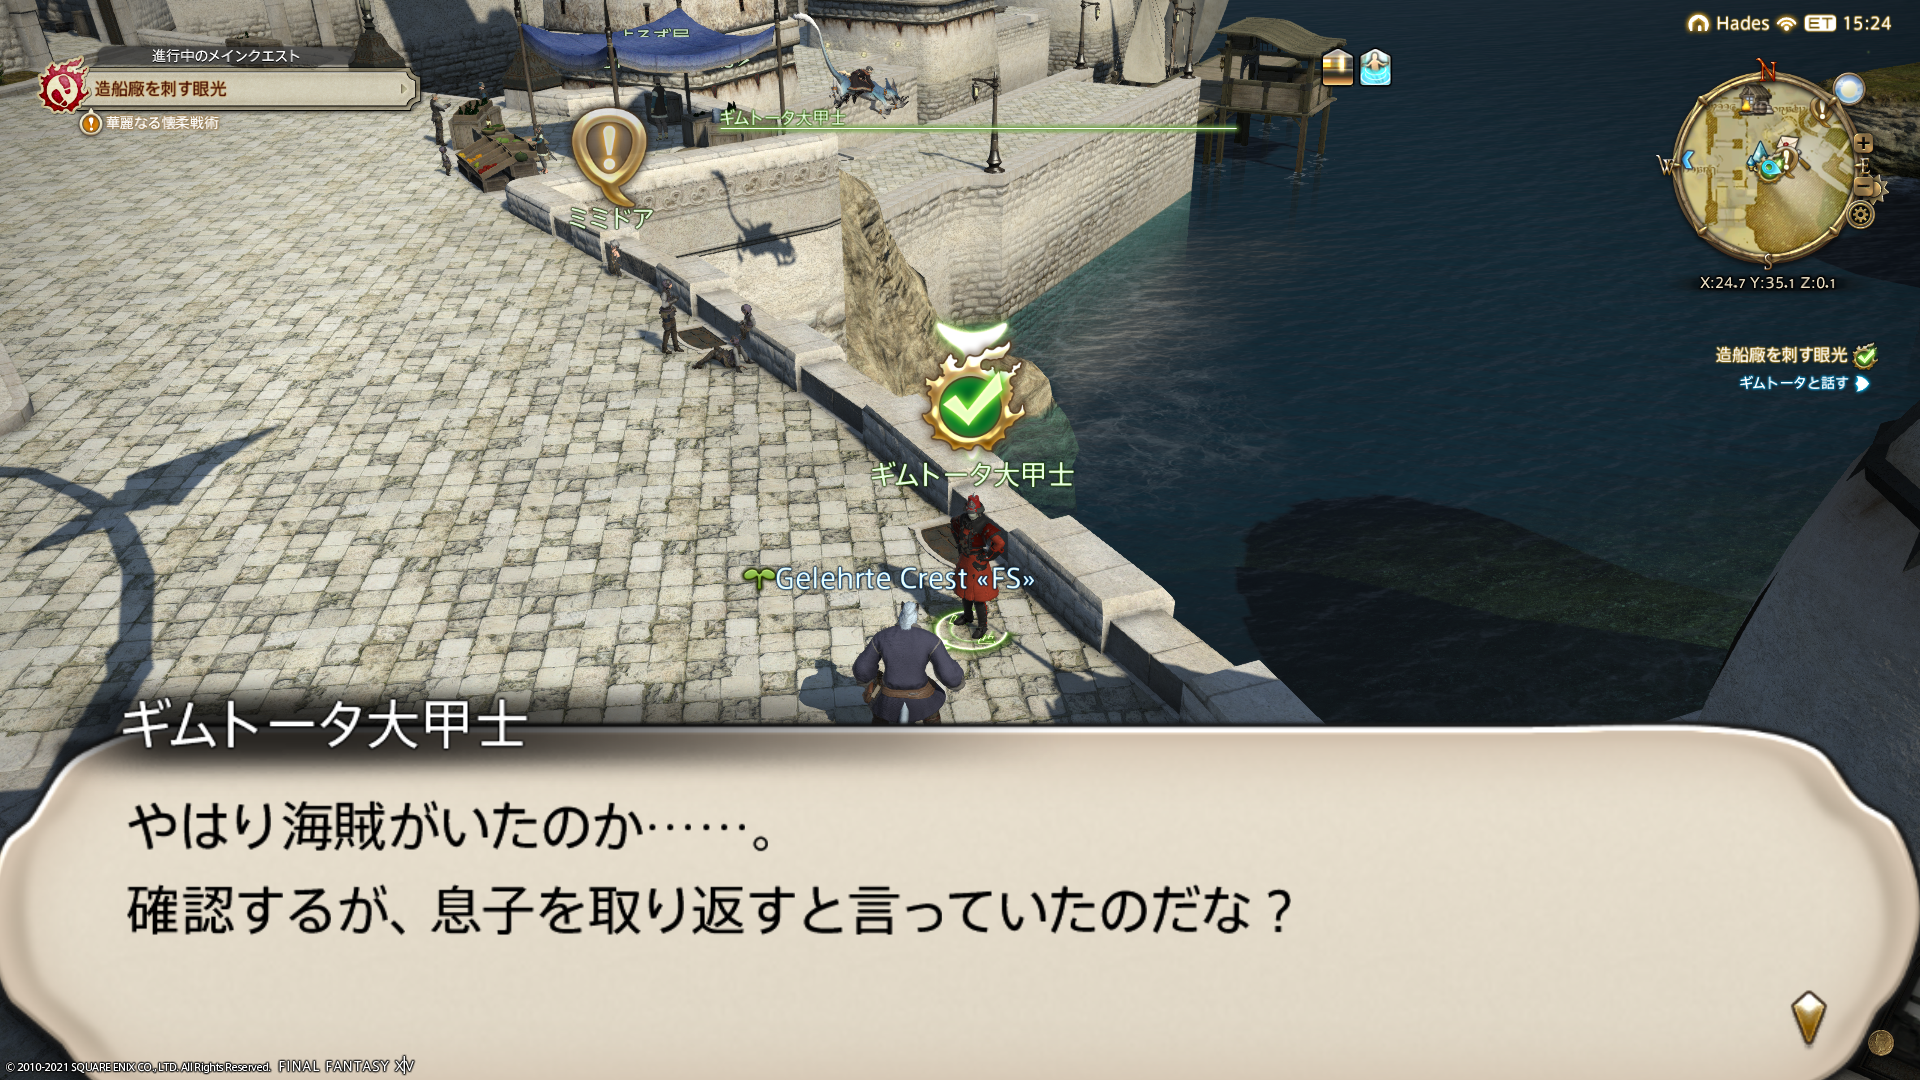 進行中のメインクエスト
造船廠を刺す眼光
華麗なる懐柔戦術
Hades ET 15:24
ギムトータ大甲士
ミミドア
N
W
E
S
X:24.7 Y:35.1 Z:0.1
造船廠を刺す眼光
ギムトータと話す
ギムトータ大甲士
Gelehrte Crest «FS»
ギムトータ大甲士
やはり海賊がいたのか……。
確認するが、息子を取り返すと言っていたのだな？
© 2010-2021 SQUARE ENIX CO., LTD. All Rights Reserved. FINAL FANTASY XIV